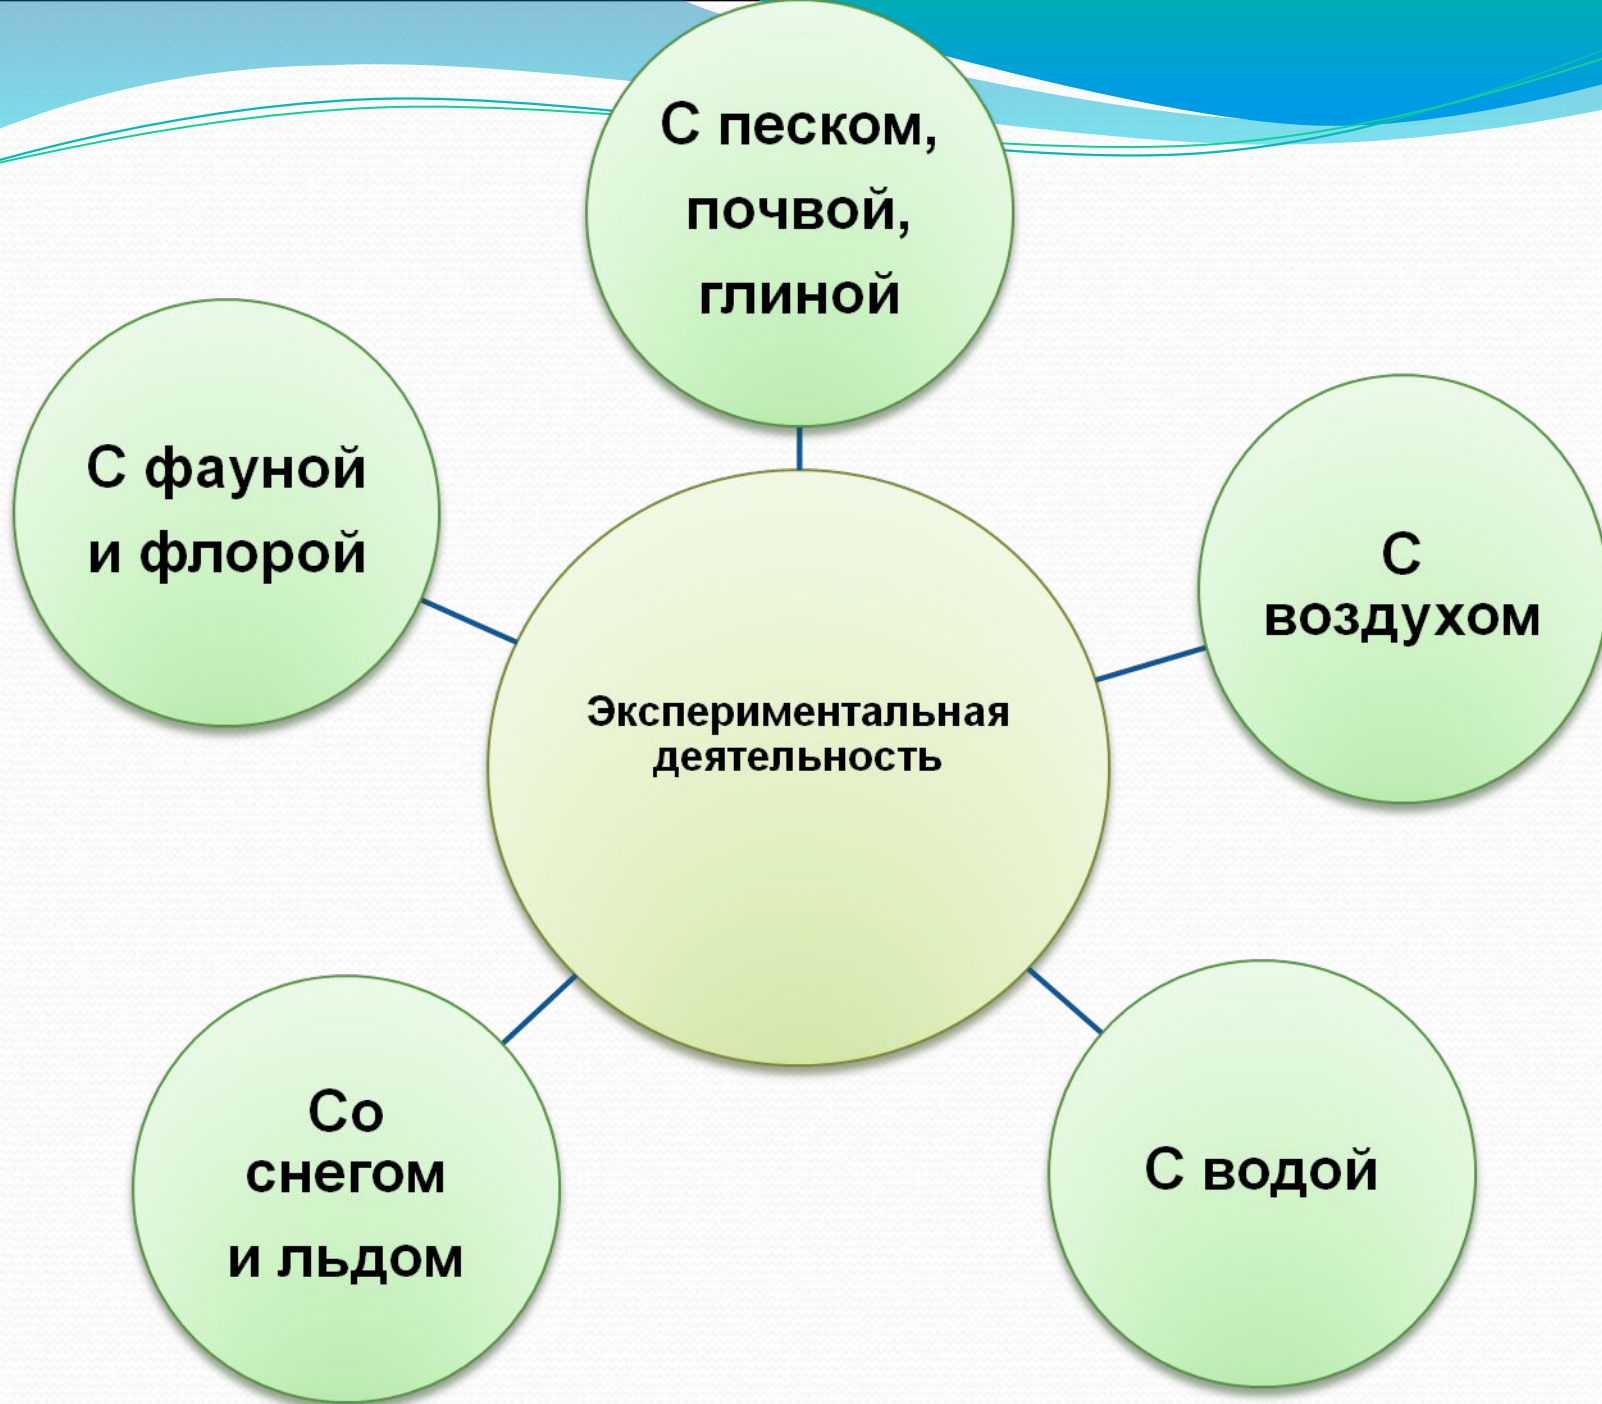 С песком,
почвой,
глиной
С фауной
и флорой
С
воздухом
Экспериментальная
деятельность
Со
снегом
и льдом
С водой